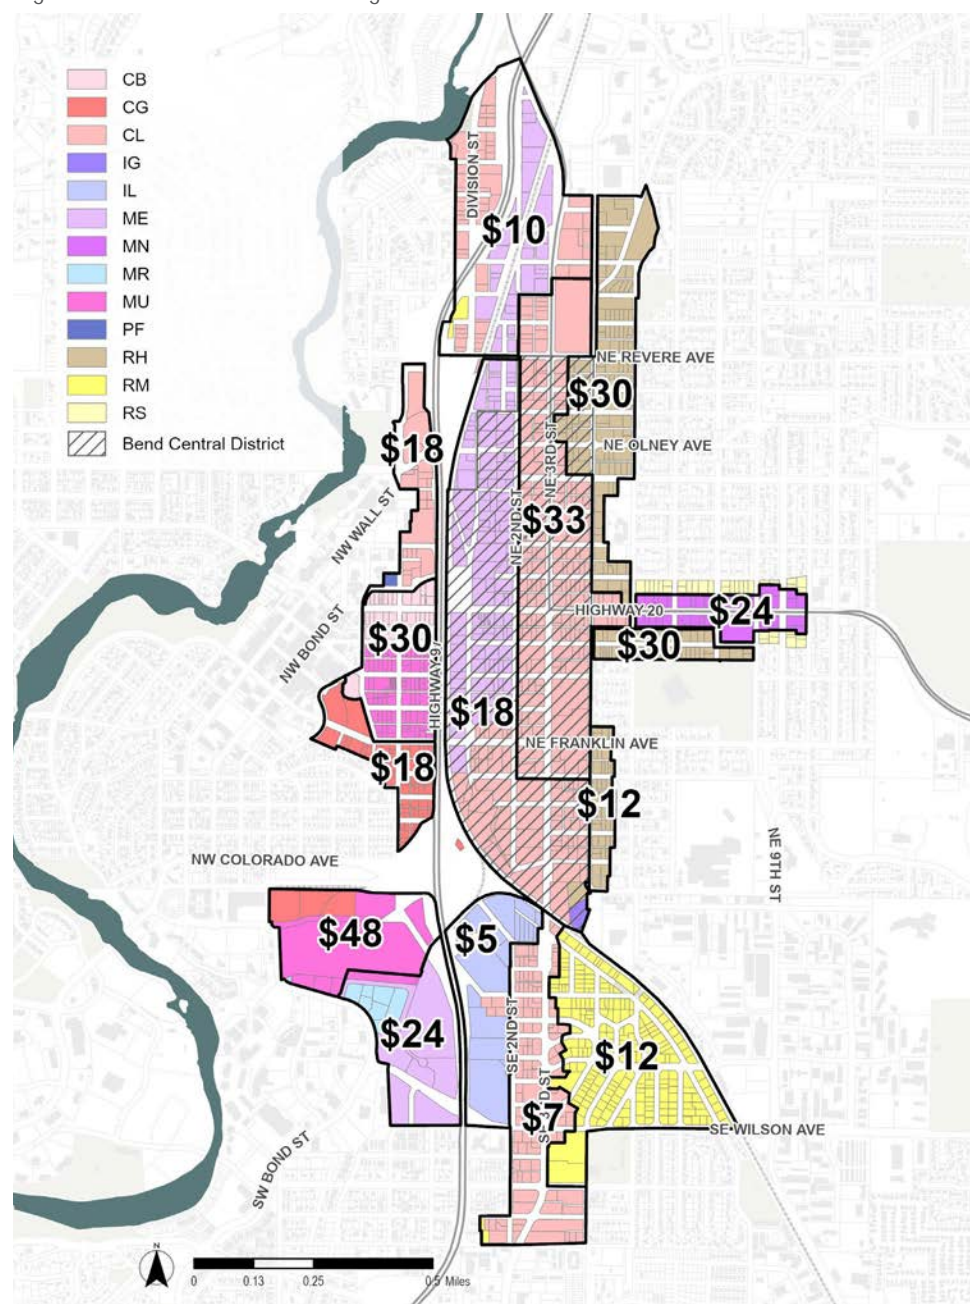 CB
CG
CL
IG
IL
ME
MN
MR
MU
PF
RH
RM
RS
Bend Central District
DIVISION ST
$10
NE REVERE AVE
$30
NE OLNEY AVE
$18
NE 3RD ST
NW WALL ST
NE 2ND ST
$33
HIGHWAY 20
$24
$30
NW BOND ST
$30
HIGHWAY 97
$18
NE FRANKLIN AVE
$18
$12
NW COLORADO AVE
NE 9TH ST
$48
$5
$24
SE 2ND ST
$12
$7
SE WILSON AVE
SW BOND ST
N
0
0.13
0.25
0.5 Miles